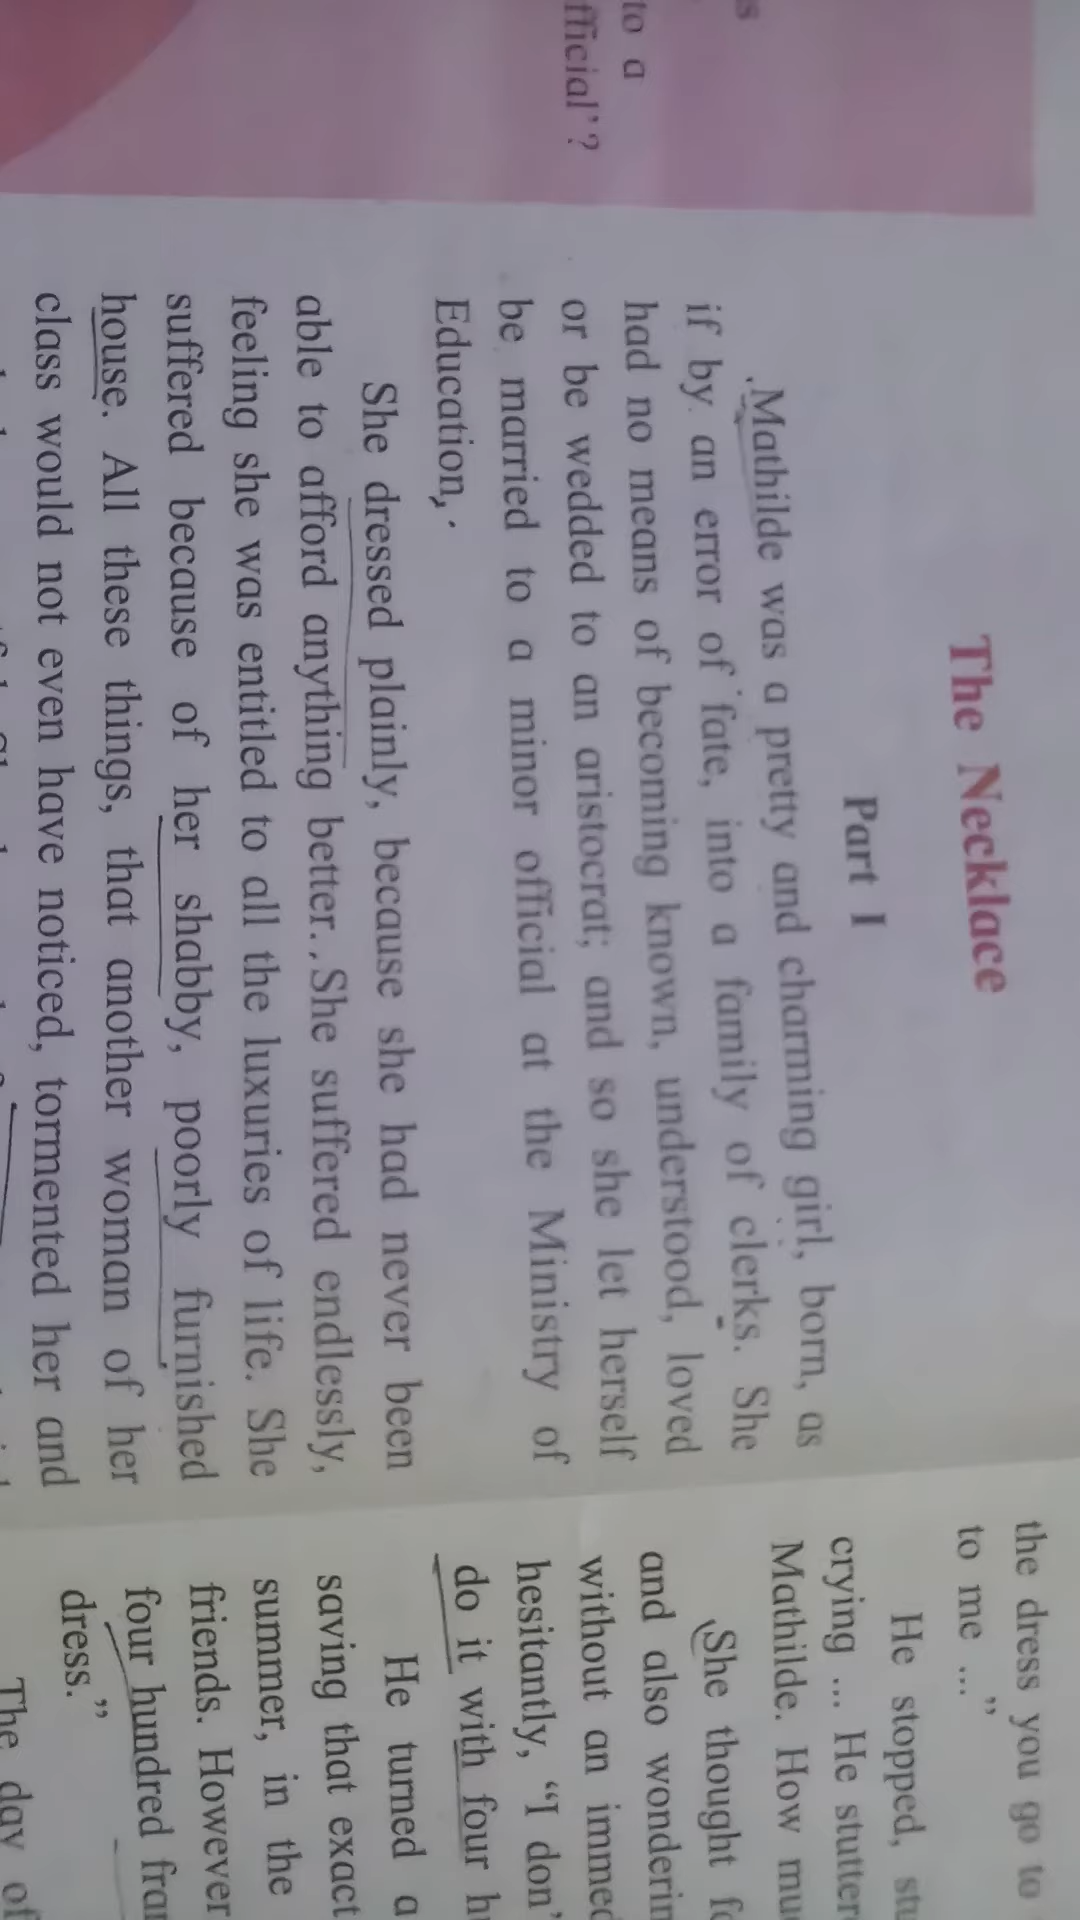 s
to a
fficial'?
The Necklace
Part I
Mathilde was a pretty and charming girl, born, as
if by an error of fate, into a family of clerks. She
had no means of becoming known, understood, loved
or be wedded to an aristocrat; and so she let herself
be married to a minor official at the Ministry of
Education,
She dressed plainly, because she had never been
able to afford anything better. She suffered endlessly,
feeling she was entitled to all the luxuries of life. She
suffered because of her shabby, poorly furnished
house. All these things, that another woman of her
class would not even have noticed, tormented her and
the dress you go to
to me ..."
He stopped, stu
crying ... He stutter
Mathilde. How mu
She thought fo
and also wonderin
without an immed
hesitantly, "I don'
do it with four h
He turned a
saving that exact
summer, in the
friends. However
four hundred fra
dress."
The day of